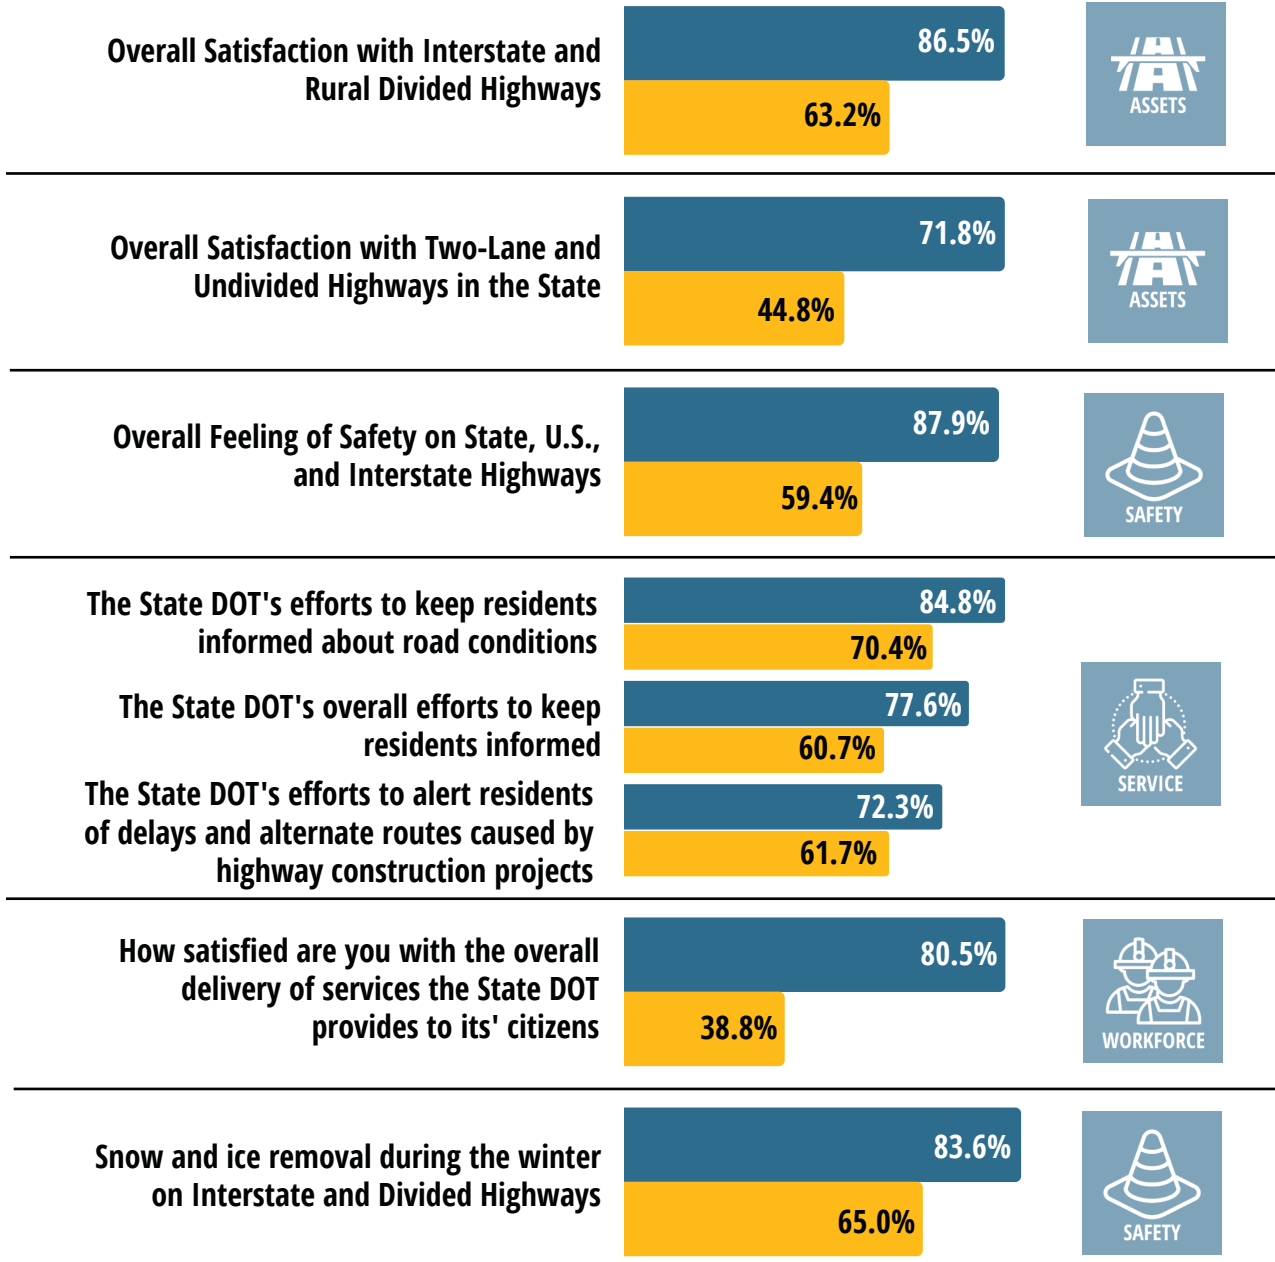 Overall Satisfaction with Interstate and
Rural Divided Highways
86.5%
63.2%
ASSETS
Overall Satisfaction with Two-Lane and
Undivided Highways in the State
71.8%
44.8%
ASSETS
Overall Feeling of Safety on State, U.S.,
and Interstate Highways
87.9%
59.4%
SAFETY
The State DOT's efforts to keep residents
informed about road conditions
84.8%
70.4%
The State DOT's overall efforts to keep
residents informed
77.6%
60.7%
The State DOT's efforts to alert residents
of delays and alternate routes caused by
highway construction projects
72.3%
61.7%
SERVICE
How satisfied are you with the overall
delivery of services the State DOT
provides to its' citizens
80.5%
38.8%
WORKFORCE
Snow and ice removal during the winter
on Interstate and Divided Highways
83.6%
65.0%
SAFETY